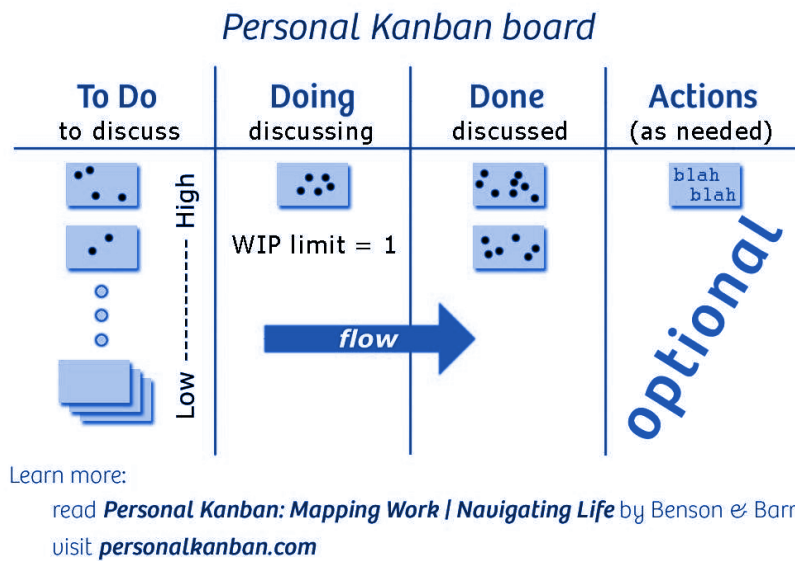 Personal Kanban board
To Do
to discuss
Doing
discussing
Done
discussed
Actions
(as needed)
High
Low
WIP limit = 1
flow
blah
blah
optional
Learn more:
read Personal Kanban: Mapping Work | Navigating Life by Benson & Barr
visit personalkanban.com